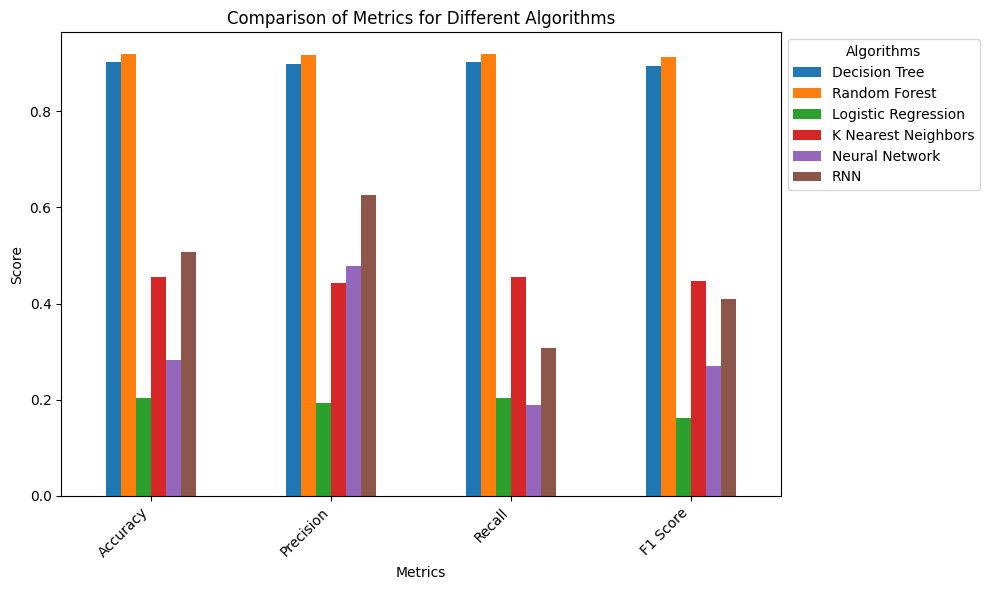 Comparison of Metrics for Different Algorithms
Algorithms
Decision Tree
Random Forest
Logistic Regression
K Nearest Neighbors
Neural Network
RNN
Score
0.8
0.6
0.4
0.2
0.0
Accuracy
Precision
Recall
F1 Score
Metrics